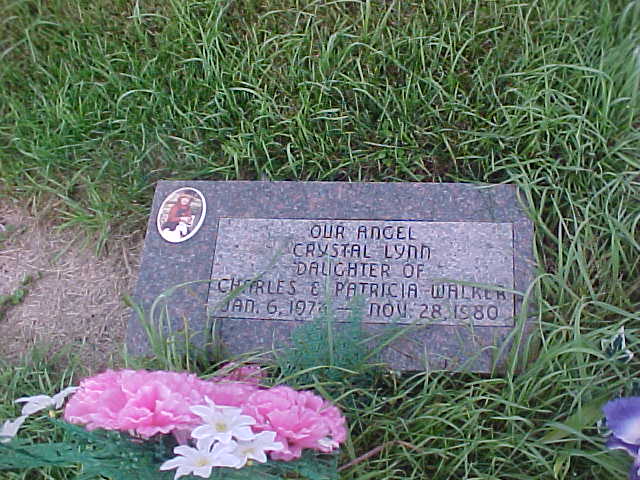 OUR ANGEL
CRYSTAL LYNN
DAUGHTER OF
CHARLES & PATRICIA WALKER
JAN. 6, — NOV. 28, 1980